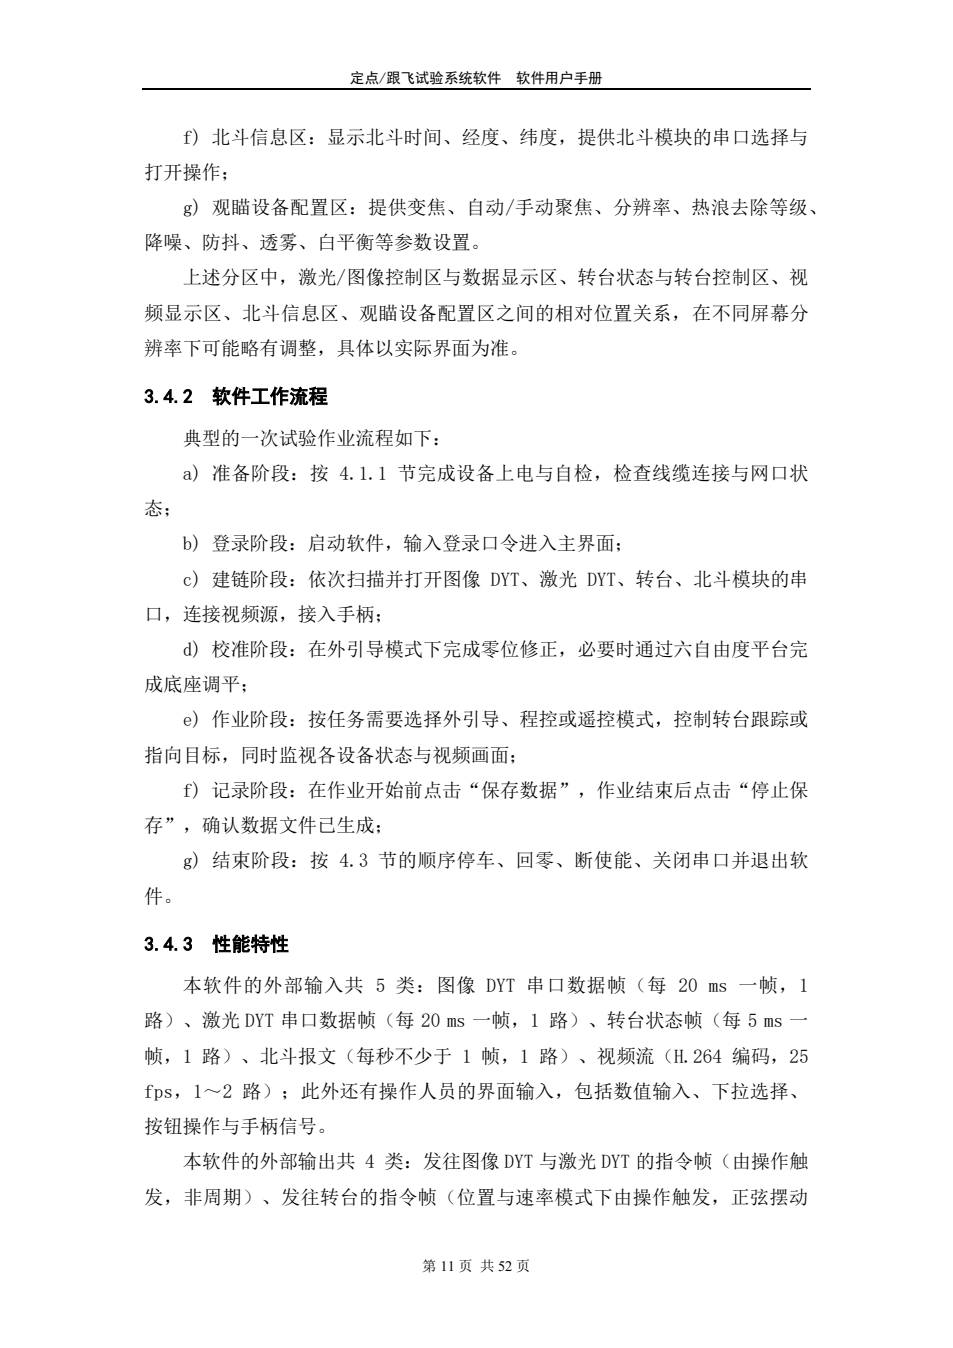 定点/跟飞试验系统软件　软件用户手册
f) 北斗信息区：显示北斗时间、经度、纬度，提供北斗模块的串口选择与
打开操作；
g) 观瞄设备配置区：提供变焦、自动/手动聚焦、分辨率、热浪去除等级、
降噪、防抖、透雾、白平衡等参数设置。
上述分区中，激光/图像控制区与数据显示区、转台状态与转台控制区、视
频显示区、北斗信息区、观瞄设备配置区之间的相对位置关系，在不同屏幕分
辨率下可能略有调整，具体以实际界面为准。
3.4.2　软件工作流程
典型的一次试验作业流程如下：
a) 准备阶段：按 4.1.1 节完成设备上电与自检，检查线缆连接与网口状
态；
b) 登录阶段：启动软件，输入登录口令进入主界面；
c) 建链阶段：依次扫描并打开图像 DYT、激光 DYT、转台、北斗模块的串
口，连接视频源，接入手柄；
d) 校准阶段：在外引导模式下完成零位修正，必要时通过六自由度平台完
成底座调平；
e) 作业阶段：按任务需要选择外引导、程控或遥控模式，控制转台跟踪或
指向目标，同时监视各设备状态与视频画面；
f) 记录阶段：在作业开始前点击“保存数据”，作业结束后点击“停止保
存”，确认数据文件已生成；
g) 结束阶段：按 4.3 节的顺序停车、回零、断使能、关闭串口并退出软
件。
3.4.3　性能特性
本软件的外部输入共 5 类：图像 DYT 串口数据帧（每 20 ms 一帧，1
路）、激光 DYT 串口数据帧（每 20 ms 一帧，1 路）、转台状态帧（每 5 ms 一
帧，1 路）、北斗报文（每秒不少于 1 帧，1 路）、视频流（H.264 编码，25
fps，1～2 路）；此外还有操作人员的界面输入，包括数值输入、下拉选择、
按钮操作与手柄信号。
本软件的外部输出共 4 类：发往图像 DYT 与激光 DYT 的指令帧（由操作触
发，非周期）、发往转台的指令帧（位置与速率模式下由操作触发，正弦摆动
第 11 页 共 52 页